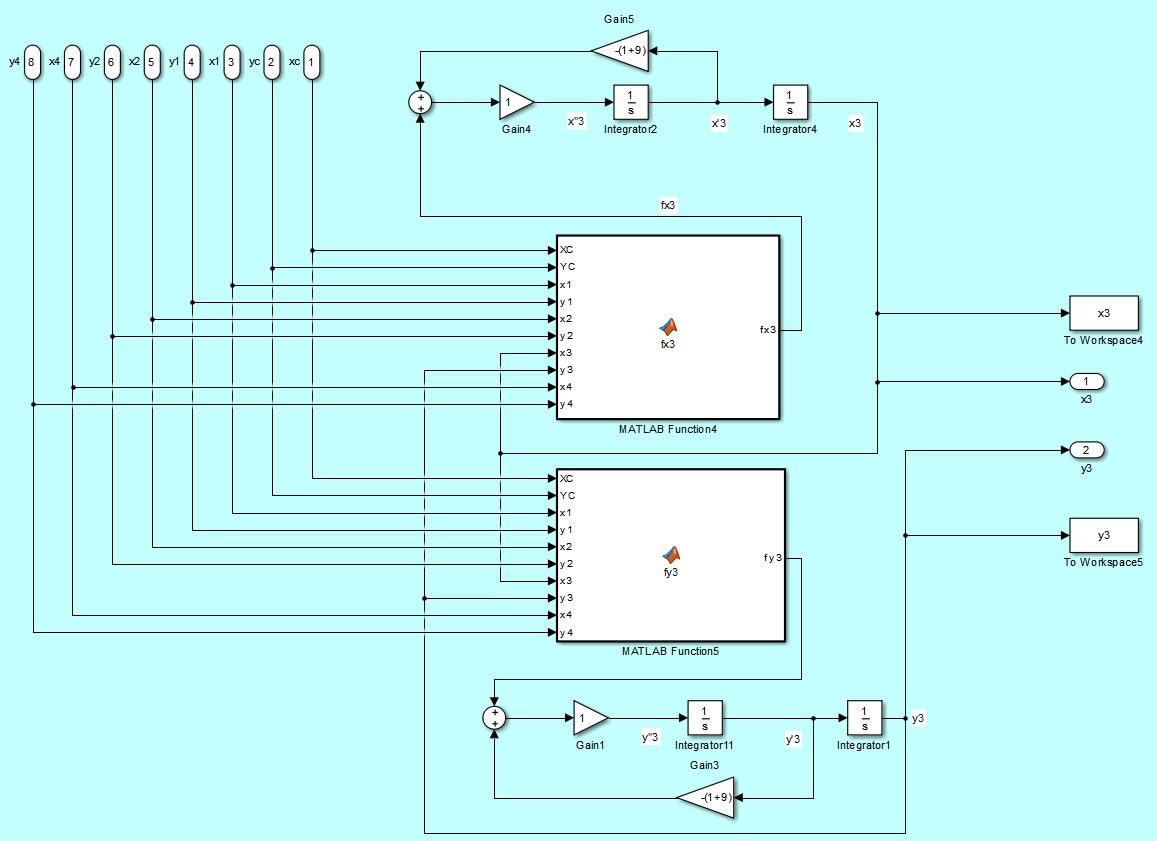 Gain5
-(1+9)
y4 8 x4 7 y2 6 x2 5 y1 4 x1 3 yc 2 xc 1
+
+
1
Gain4
x''3
1
s
Integrator2
x'3
1
s
Integrator4
x3
fx3
XC
YC
x1
y1
x2
y2
x3
y3
x4
y4
fx3
fx3
MATLAB Function4
x3
To Workspace4
1
x3
2
y3
y3
To Workspace5
XC
YC
x1
y1
x2
y2
x3
y3
x4
y4
fy3
fy3
MATLAB Function5
+
+
1
Gain1
y''3
1
s
Integrator11
y'3
1
s
Integrator1
y3
Gain3
-(1+9)